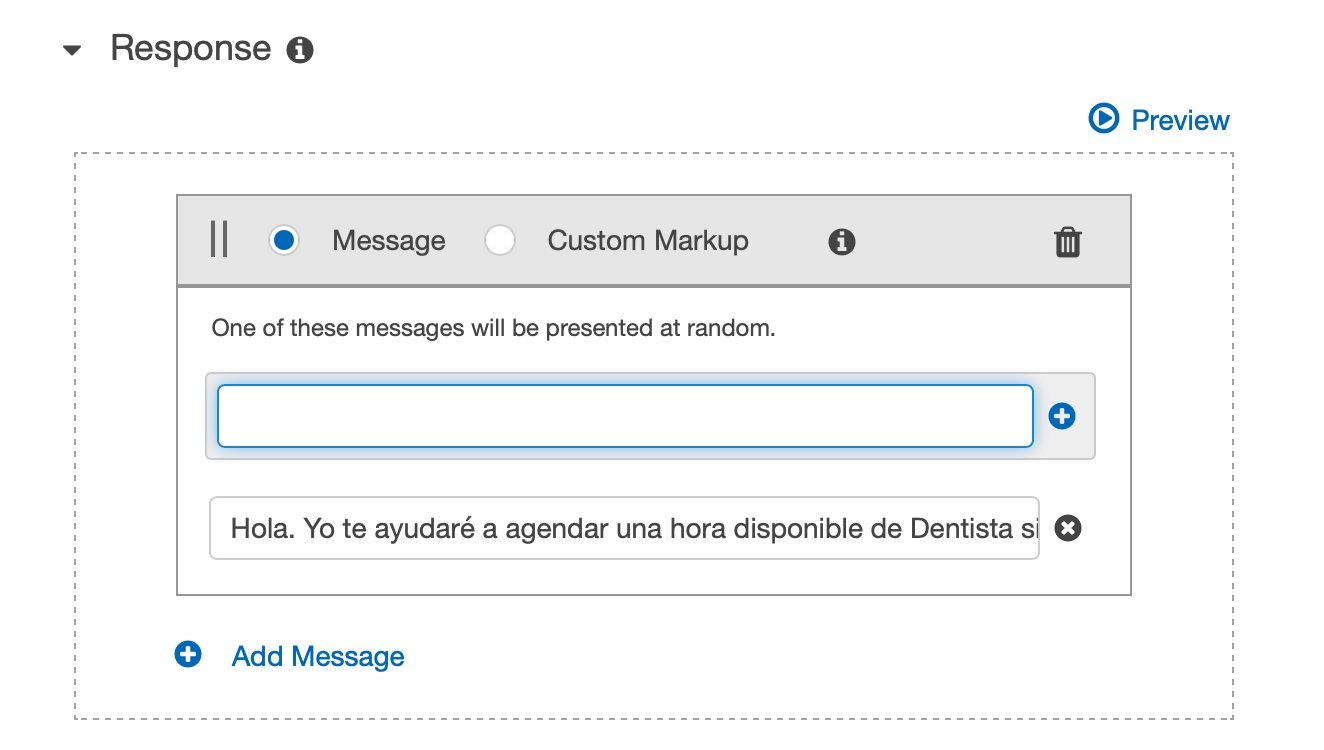 Response
Preview
Message Custom Markup
One of these messages will be presented at random.
Hola. Yo te ayudaré a agendar una hora disponible de Dentista si
Add Message